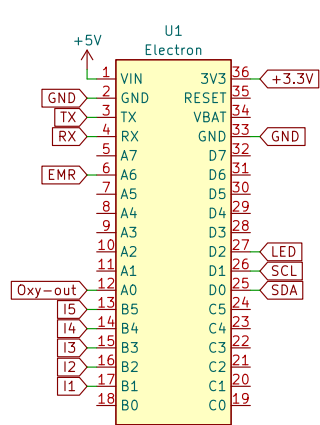 U1
Electron
+5V
1 VIN 3V3 36 +3.3V
GND 2 GND RESET 35
TX 3 TX VBAT 34
RX 4 RX GND 33 GND
5 A7 D7 32
EMR 6 A6 D6 31
7 A5 D5 30
8 A4 D4 29
9 A3 D3 28
10 A2 D2 27 LED
11 A1 D1 26 SCL
Oxy-out 12 A0 D0 25 SDA
I5 13 B5 C5 24
I4 14 B4 C4 23
I3 15 B3 C3 22
I2 16 B2 C2 21
I1 17 B1 C1 20
18 B0 C0 19